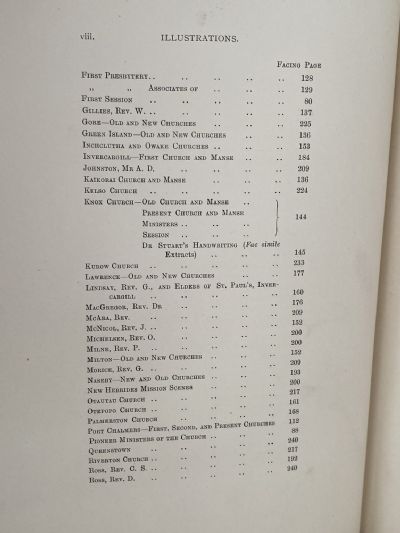 viii. ILLUSTRATIONS.
FACING PAGE
FIRST PRESBYTERY.. .. .. .. .. 128
,, ,, ASSOCIATES OF .. .. .. 129
FIRST SESSION .. .. .. .. .. 80
GILLIES, REV. W. .. .. .. .. .. 137
GORE—OLD AND NEW CHURCHES .. .. .. 225
GREEN ISLAND—OLD AND NEW CHURCHES .. .. 136
INCHCLUTHA AND OWAKE CHURCHES .. .. .. 153
INVERCARGILL—FIRST CHURCH AND MANSE .. .. 184
JOHNSTON, MR A. D. .. .. .. .. 209
KAIKORAI CHURCH AND MANSE .. .. .. 136
KELSO CHURCH .. .. .. .. .. 224
KNOX CHURCH—OLD CHURCH AND MANSE ..
PRESENT CHURCH AND MANSE
MINISTERS .. .. .. 144
SESSION .. .. ..
DR STUART'S HANDWRITING (Fac simile
Extracts) .. .. .. 145
KUROW CHURCH .. .. .. .. .. 233
LAWRENCE—OLD AND NEW CHURCHES .. .. .. 177
LINDSAY, REV. G., AND ELDERS OF ST. PAUL'S, INVER-
CARGILL .. .. .. .. .. 160
MACGREGOR, REV. DR .. .. .. .. 176
MCARA, REV. .. .. .. .. .. 209
MCNICOL, REV. J. .. .. .. .. .. 152
MICHELSEN, REV. O. .. .. .. .. 200
MILNE, REV. P. .. .. .. .. .. 200
MILTON—OLD AND NEW CHURCHES .. .. .. 152
MORICE, REV, G. .. .. .. .. .. 209
NASEBY—NEW AND OLD CHURCHES .. .. .. 193
NEW HEBRIDES MISSION SCENES .. .. .. 200
OTAUTAU CHURCH .. .. .. .. .. 217
OTEPOPO CHURCH .. .. .. .. .. 161
PALMERSTON CHURCH .. .. .. .. 168
PORT CHALMERS—FIRST, SECOND, AND PRESENT CHURCHES 112
PIONEER MINISTERS OF THE CHURCH .. .. .. 88
QUEENSTOWN .. .. .. .. .. 240
RIVERTON CHURCH .. .. .. .. .. 217
ROSS, REV. C. S. .. .. .. .. .. 192
ROSS, REV. D. .. .. .. .. .. 240